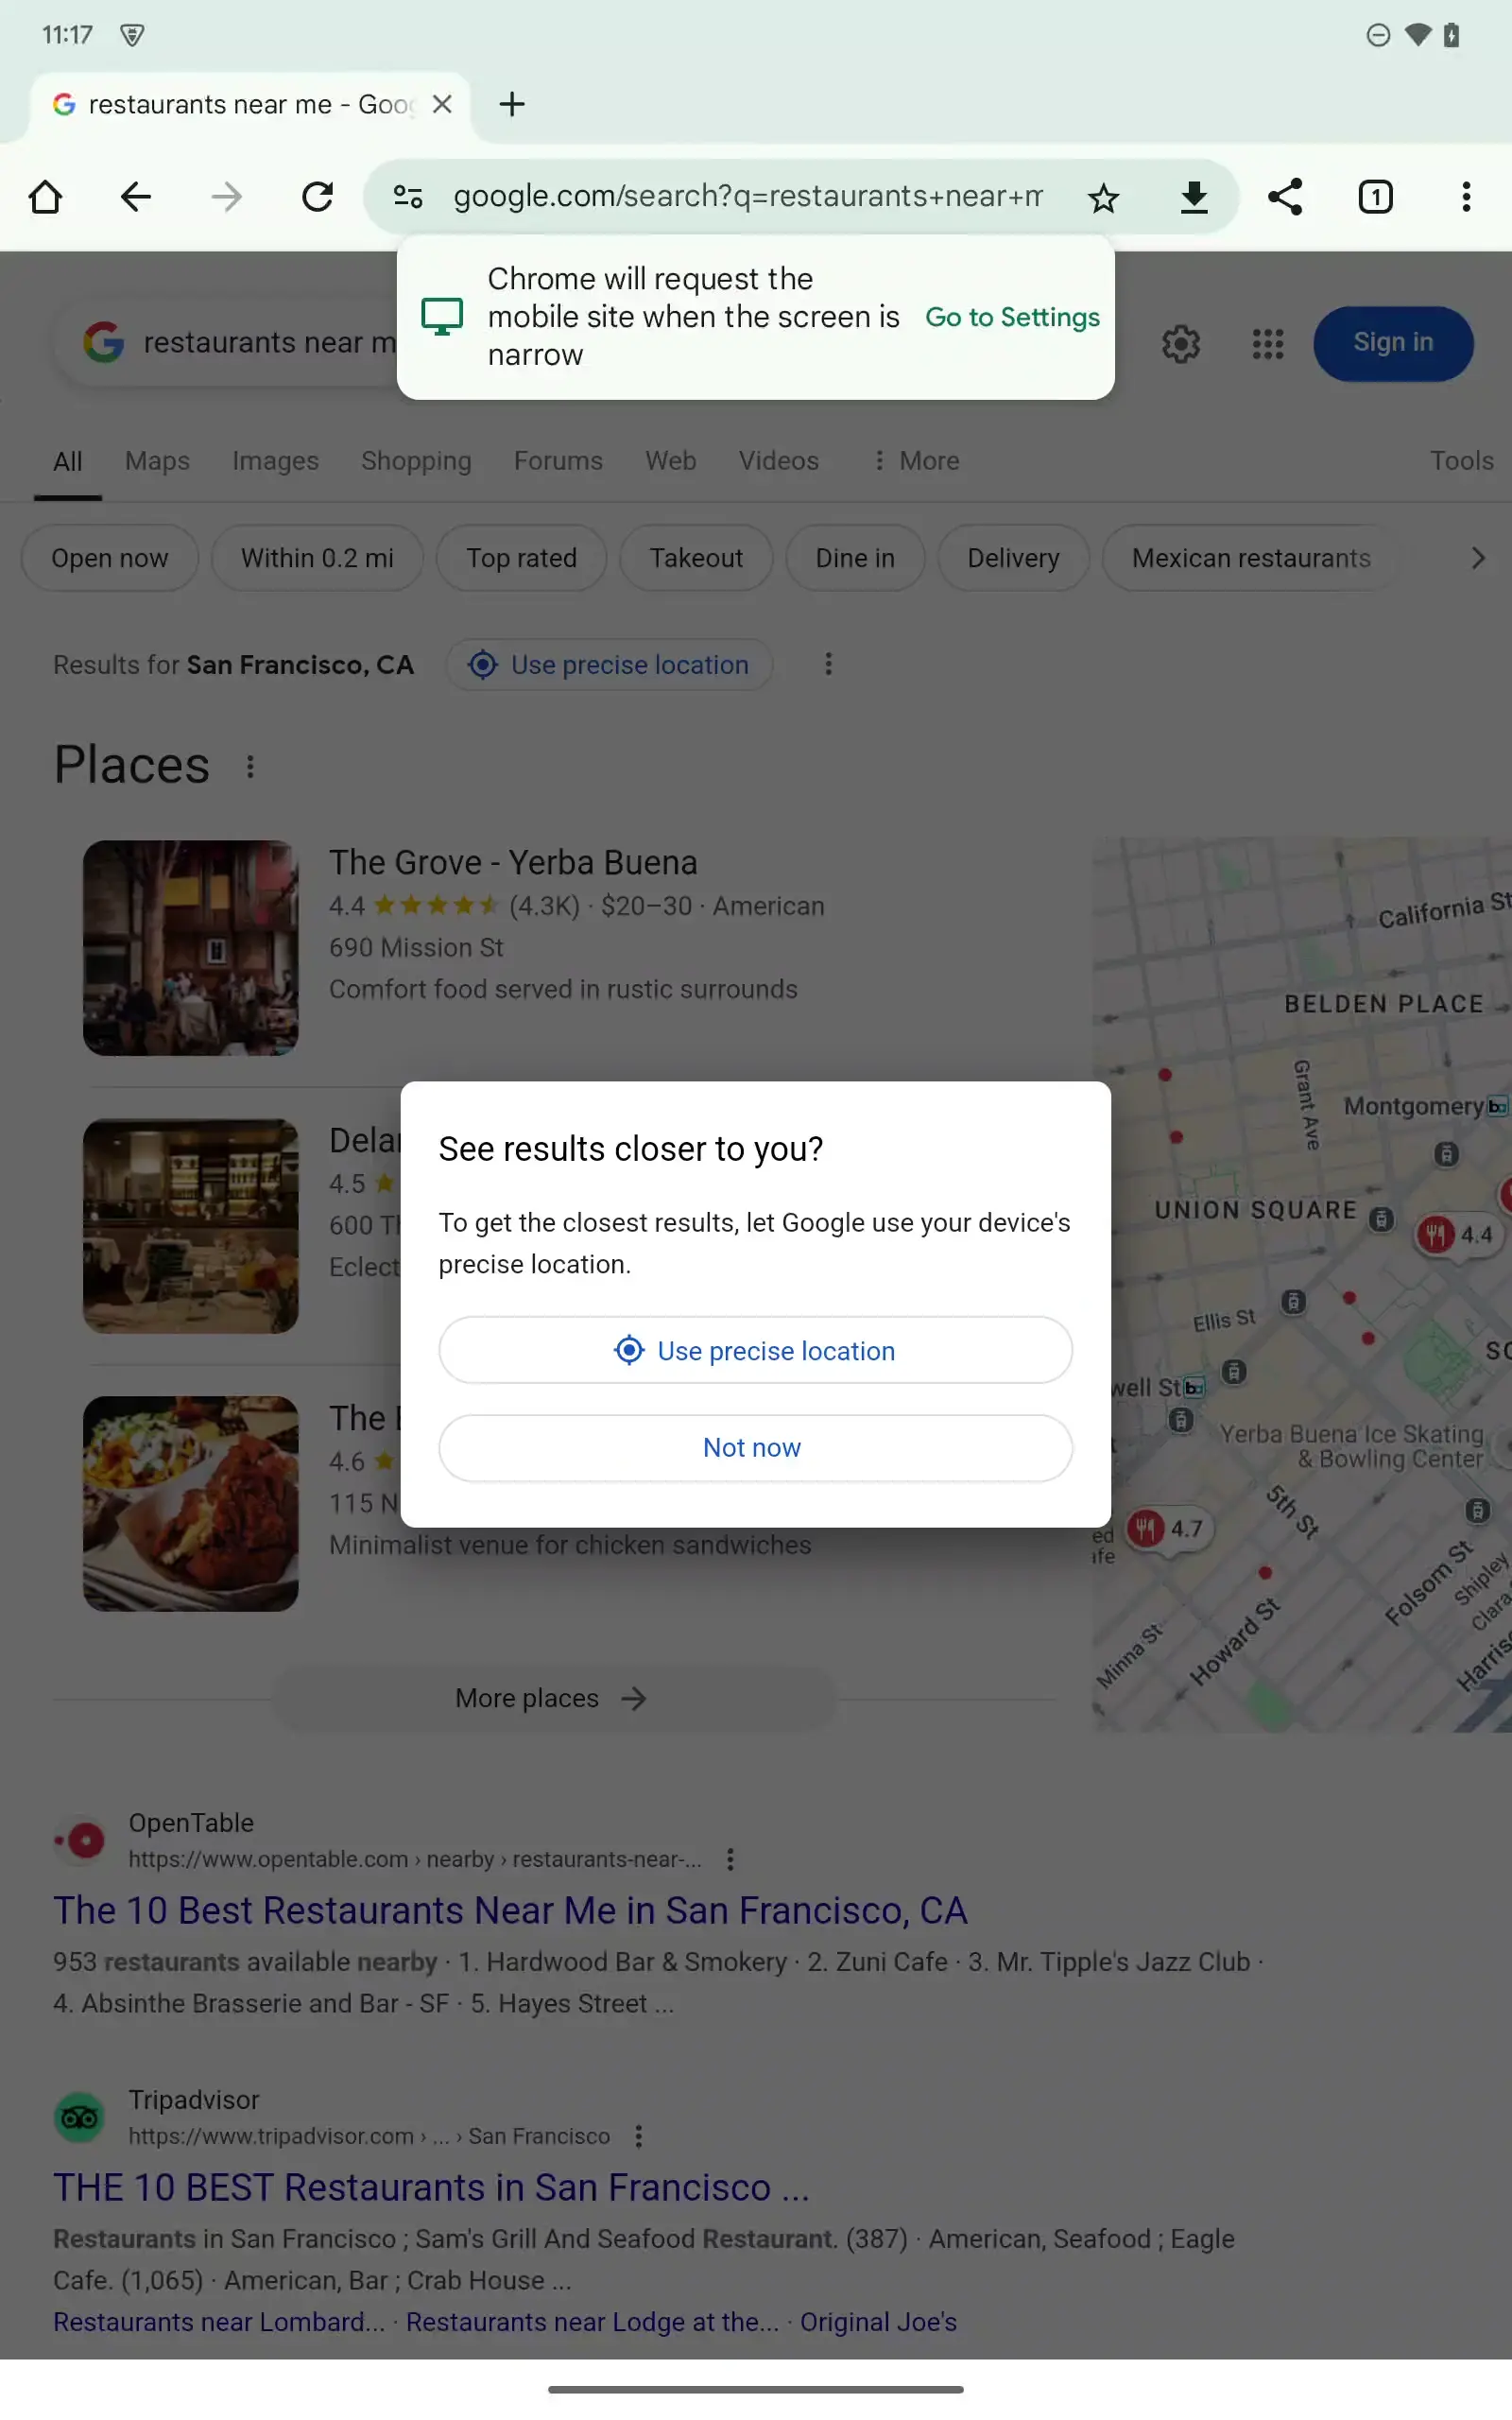 11:17
restaurants near me - Goog
google.com/search?q=restaurants+near+m
1
Chrome will request the
mobile site when the screen is
narrow
Go to Settings
restaurants near m
Sign in
All
Maps
Images
Shopping
Forums
Web
Videos
More
Tools
Open now
Within 0.2 mi
Top rated
Takeout
Dine in
Delivery
Mexican restaurants
Results for San Francisco, CA
Use precise location
Places
The Grove - Yerba Buena
4.4 (4.3K) · $20–30 · American
690 Mission St
Comfort food served in rustic surrounds
4.5
600
Eclect
The
4.6
115 N
Minimalist venue for chicken sandwiches
California St
BELDEN PLACE
Grant Ave
Montgomery
UNION SQUARE
4.4
Ellis St
well St
Yerba Buena Ice Skating
& Bowling Center
5th St
4.7
Folsom St
Shipley
Clara
Howard St
Minna St
Harris
See results closer to you?
To get the closest results, let Google use your device's
precise location.
Use precise location
Not now
More places
OpenTable
https://www.opentable.com › nearby › restaurants-near-...
The 10 Best Restaurants Near Me in San Francisco, CA
953 restaurants available nearby · 1. Hardwood Bar & Smokery · 2. Zuni Cafe · 3. Mr. Tipple's Jazz Club ·
4. Absinthe Brasserie and Bar - SF · 5. Hayes Street ...
Tripadvisor
https://www.tripadvisor.com › ... › San Francisco
THE 10 BEST Restaurants in San Francisco ...
Restaurants in San Francisco ; Sam's Grill And Seafood Restaurant. (387) · American, Seafood ; Eagle
Cafe. (1,065) · American, Bar ; Crab House ...
Restaurants near Lombard... · Restaurants near Lodge at the... · Original Joe's